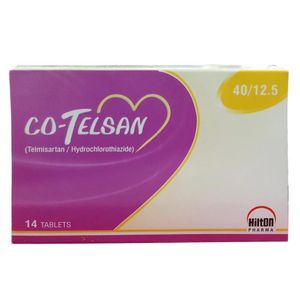 40/12.5
CO-TELSAN
(Telmisartan / Hydrochlorothiazide)
14 TABLETS
HILTON
PHARMA